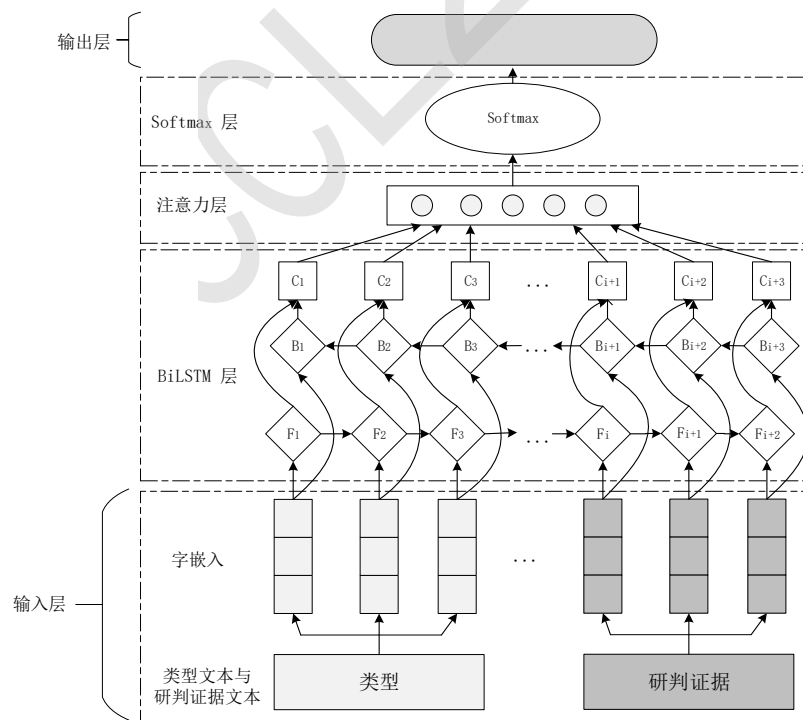 输出层
Softmax 层
Softmax
注意力层
C1 C2 C3 ... Ci+1 Ci+2 Ci+3
B1 B2 B3 ... Bi+1 Bi+2 Bi+3
BiLSTM 层
F1 F2 F3 ... Fi Fi+1 Fi+2
字嵌入
...
输入层
类型文本与
研判证据文本
类型
研判证据
CCL2